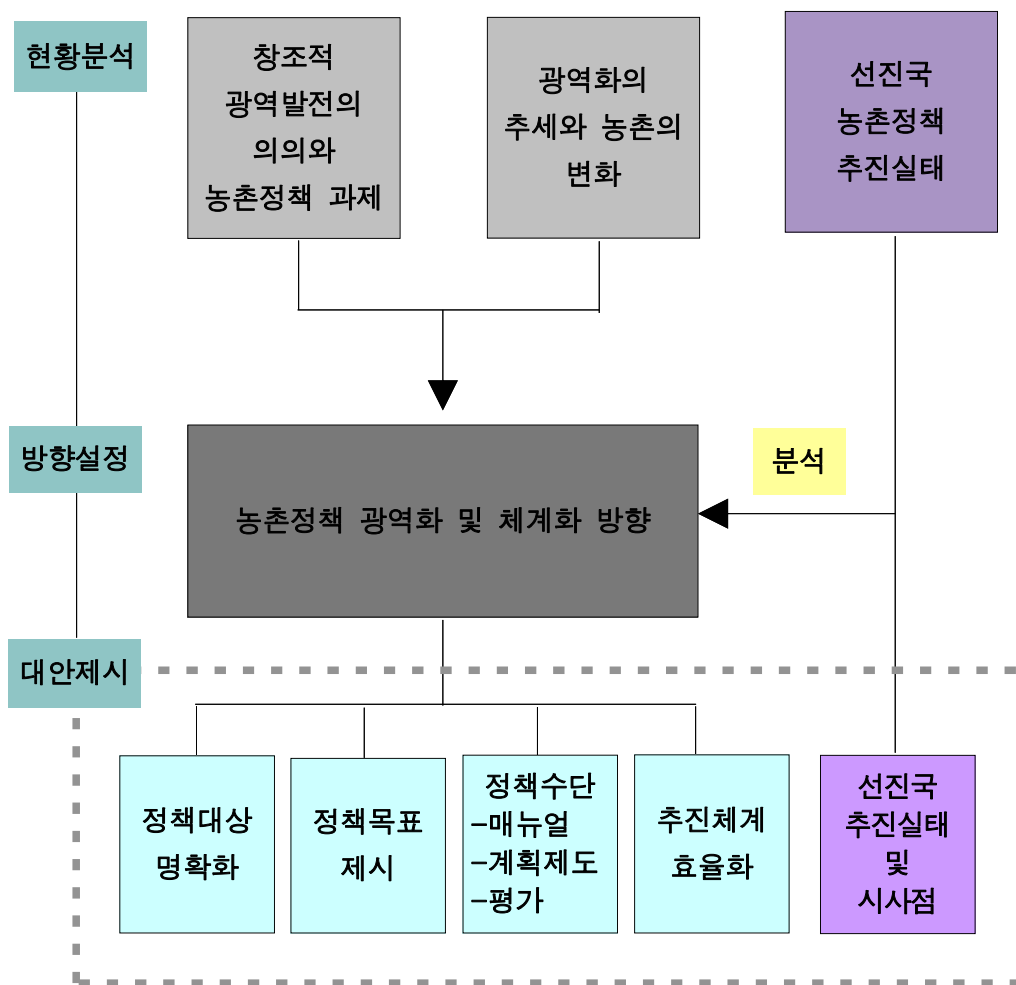 현황분석
창조적
광역발전의
의의와
농촌정책 과제
광역화의
추세와 농촌의
변화
선진국
농촌정책
추진실태
방향설정
농촌정책 광역화 및 체계화 방향
분석
대안제시
정책대상
명확화
정책목표
제시
정책수단
-매뉴얼
-계획제도
-평가
추진체계
효율화
선진국
추진실태
및
시사점